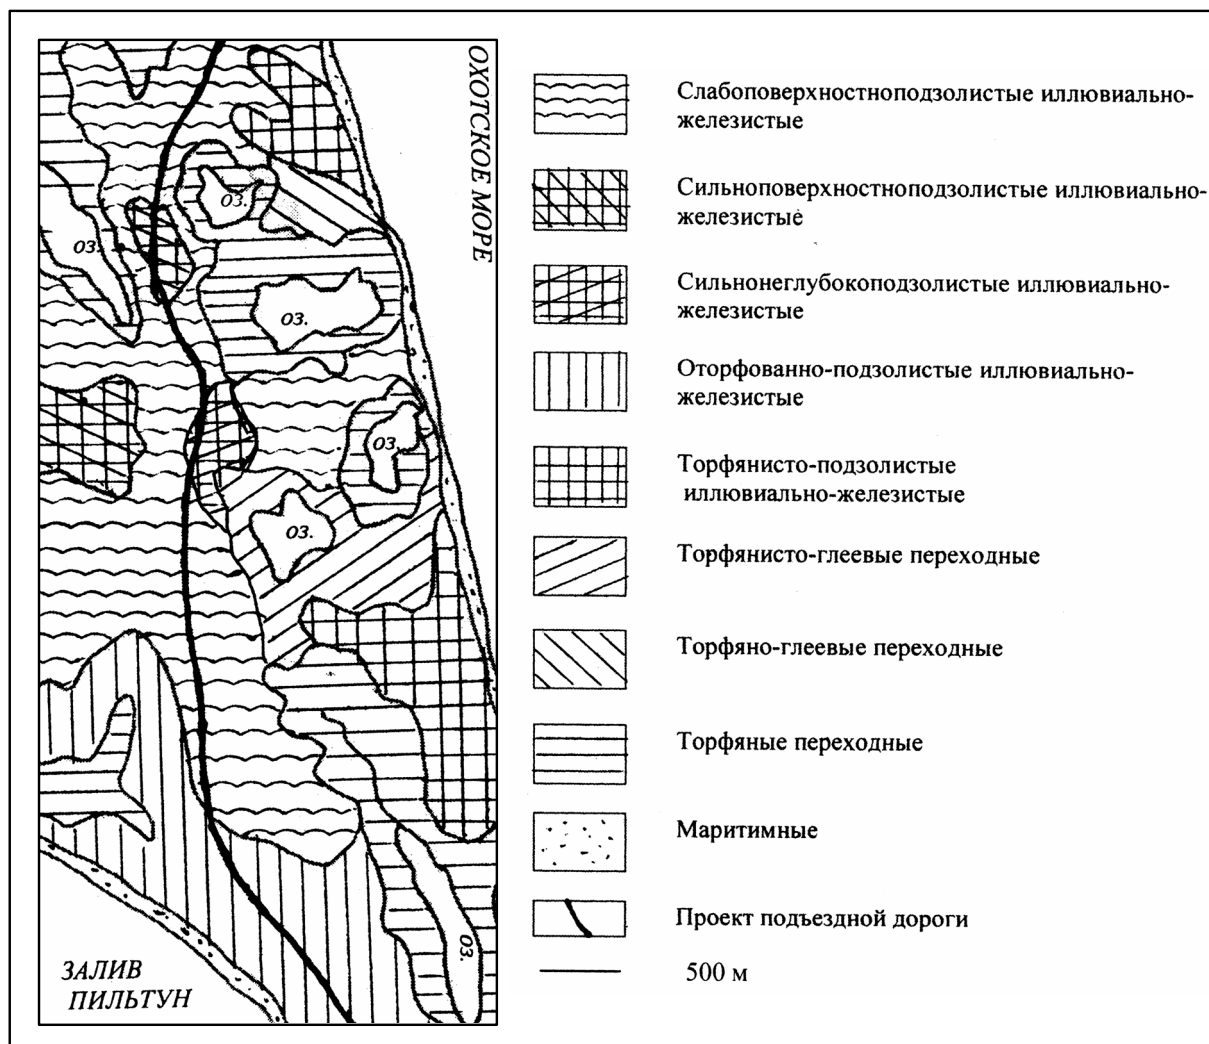 ОХОТСКОЕ МОРЕ
оз.
оз.
оз.
оз.
оз.
оз.
ЗАЛИВ
ПИЛЬТУН
Слабоповерхностноподзолистые иллювиально-
железистые
Сильноповерхностноподзолистые иллювиально-
железистые
Сильнонеглубокоподзолистые иллювиально-
железистые
Оторфованно-подзолистые иллювиально-
железистые
Торфянисто-подзолистые
иллювиально-железистые
Торфянисто-глеевые переходные
Торфяно-глеевые переходные
Торфяные переходные
Маритимные
Проект подъездной дороги
500 м